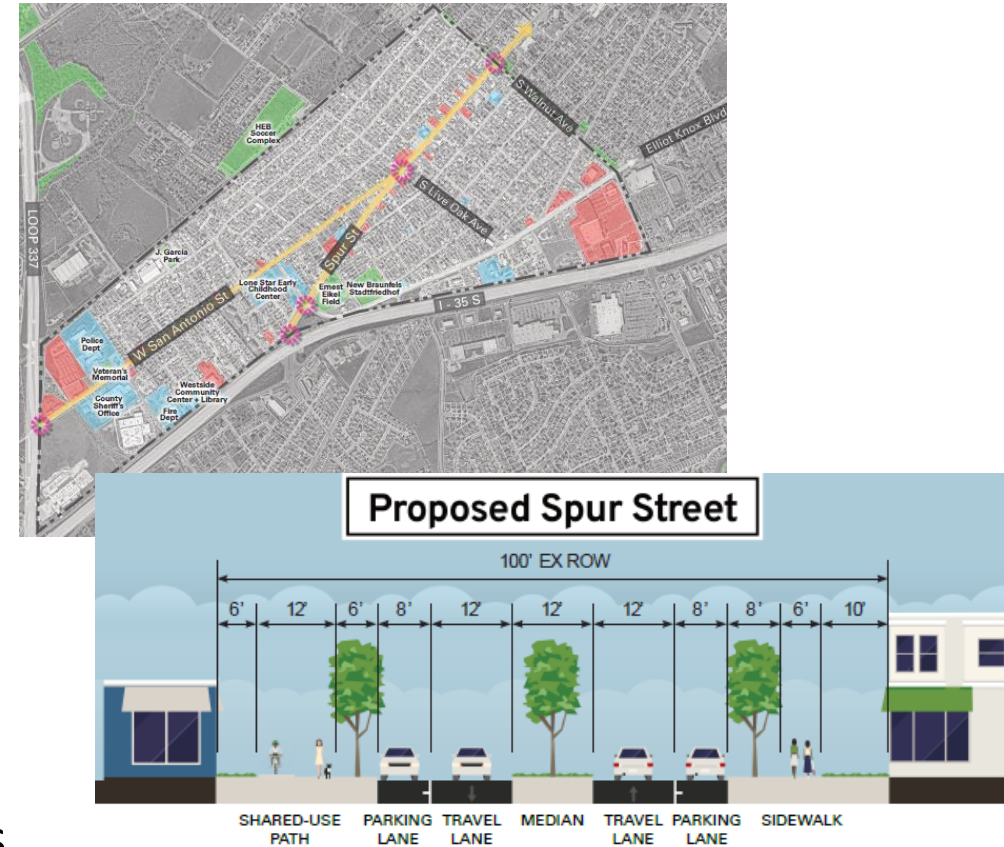 S Walnut Ave
Elliot Knox Blvd
HEB
Soccer
Complex
S Live Oak Ave
LOOP 337
J. Garcia
Park
Spur St
Lone Star Early
Childhood
Center
Ernest
Eikel
Field
New Braunfels
Stadtfriedhof
I - 35 S
W San Antonio St
Police
Dept
Veteran's
Memorial
County
Sheriff's
Office
Westside
Community
Center + Library
Fire
Dept
Proposed Spur Street
100' EX ROW
6' 12' 6' 8' 12' 12' 12' 8' 8' 6' 10'
SHARED-USE
PATH
PARKING
LANE
TRAVEL
LANE
MEDIAN
TRAVEL
LANE
PARKING
LANE
SIDEWALK